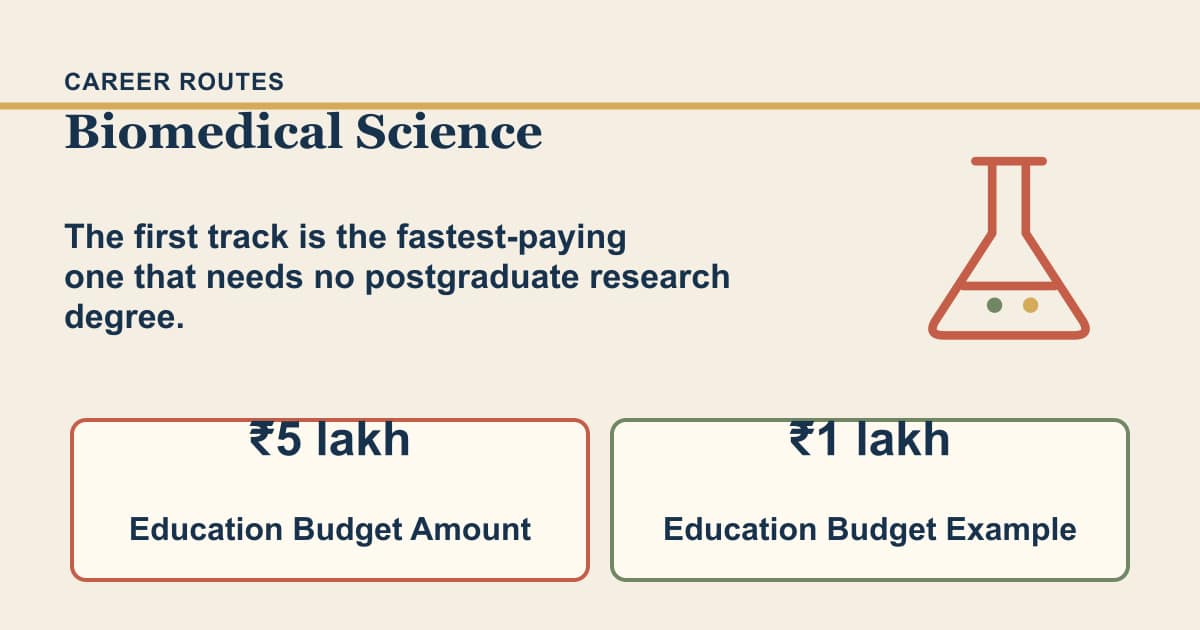 CAREER ROUTES
Biomedical Science
The first track is the fastest-paying
one that needs no postgraduate research
degree.
₹5 lakh
Education Budget Amount
₹1 lakh
Education Budget Example